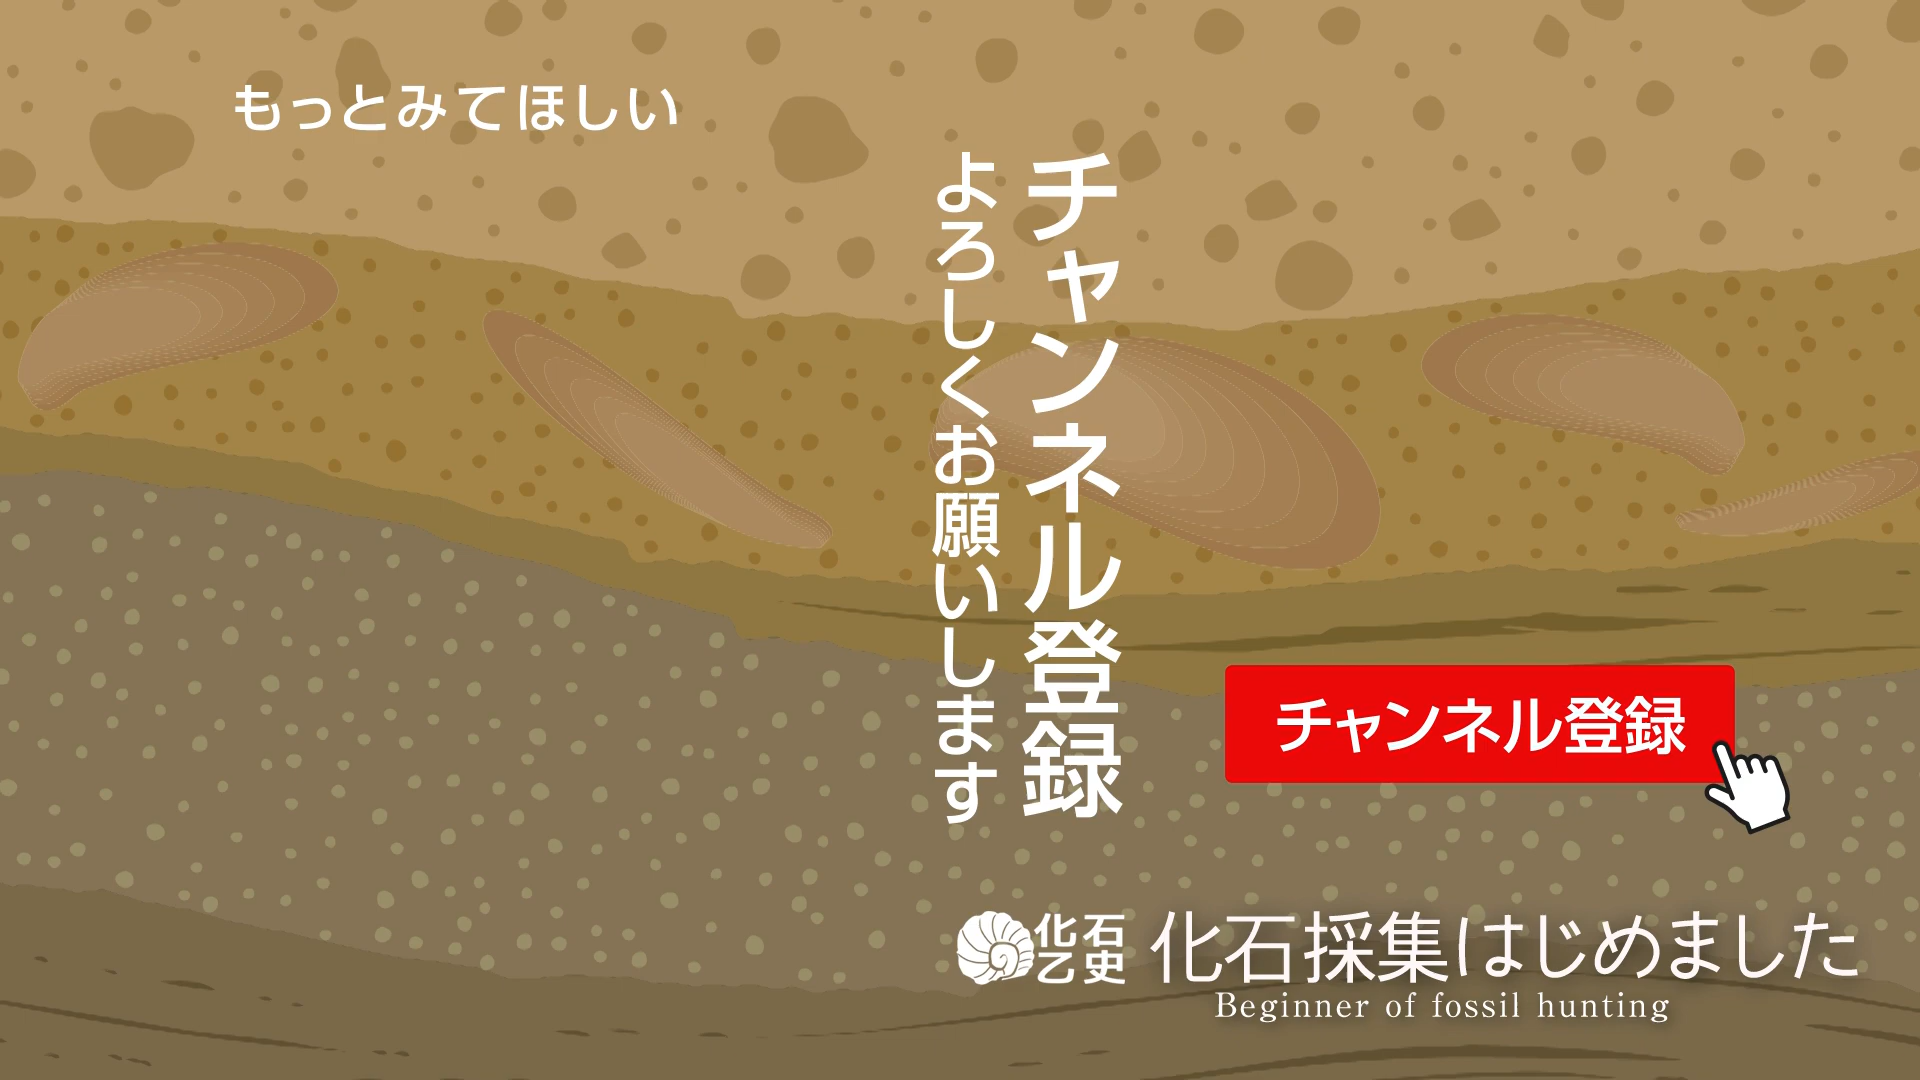 もっとみてほしい
チャンネル登録
よろしくお願いします
チャンネル登録
化石
乙史
化石採集はじめました
Beginner of fossil hunting